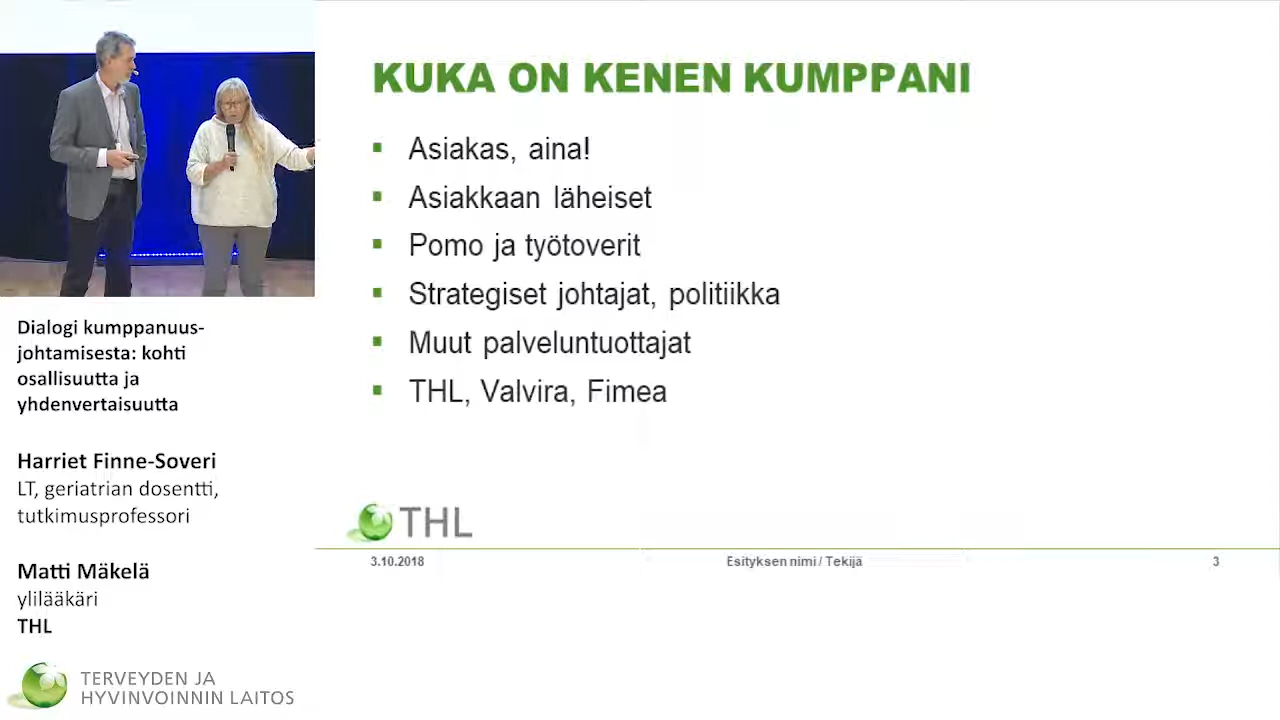 KUKA ON KENEN KUMPPANI
Asiakas, aina!
Asiakkaan läheiset
Pomo ja työtoverit
Strategiset johtajat, politiikka
Muut palveluntuottajat
THL, Valvira, Fimea
THL
3.10.2018
Esityksen nimi / Tekijä
3
Dialogi kumppanuus-
johtamisesta: kohti
osallisuutta ja
yhdenvertaisuutta
Harriet Finne-Soveri
LT, geriatrian dosentti,
tutkimusprofessori
Matti Mäkelä
ylilääkäri
THL
TERVEYDEN JA
HYVINVOINNIN LAITOS